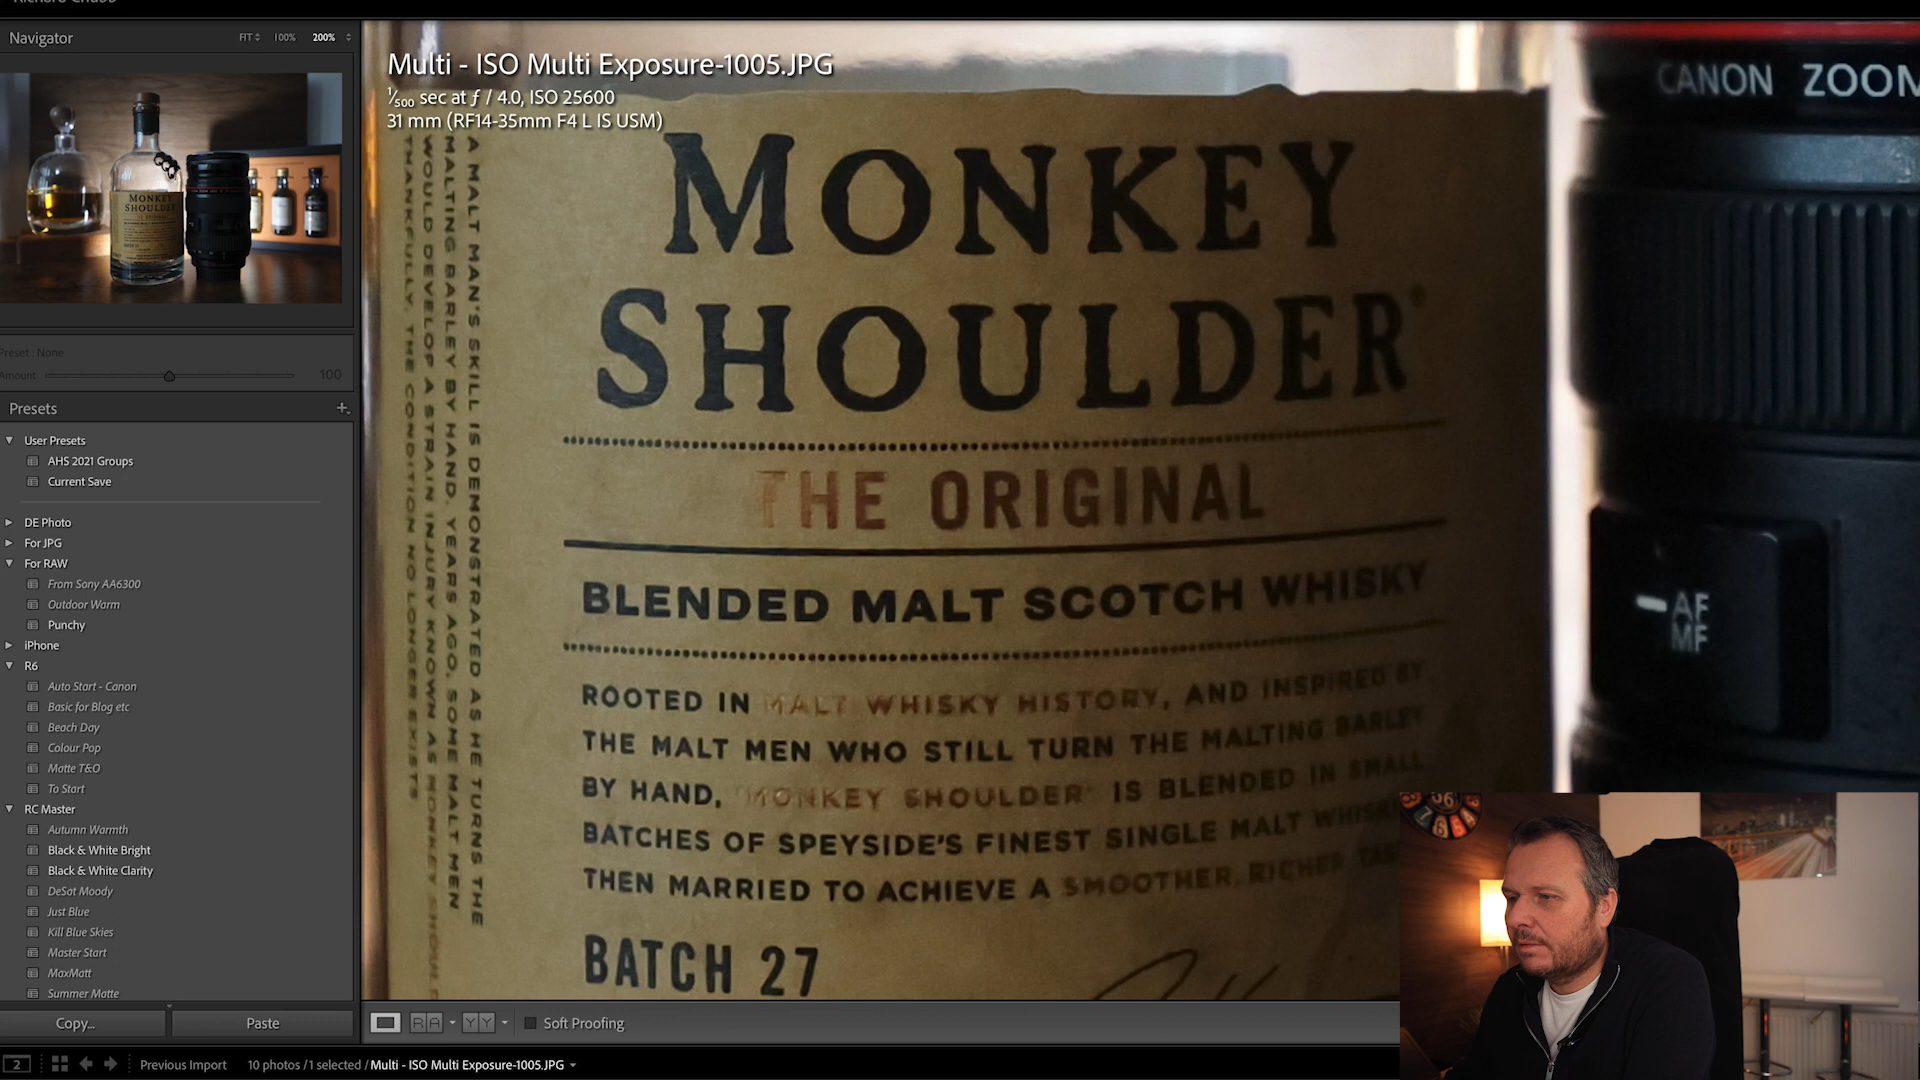 Navigator
FIT
100%
200%
Preset : None
Amount
100
Presets
User Presets
AHS 2021 Groups
Current Save
DE Photo
For JPG
For RAW
From Sony AA6300
Outdoor Warm
Punchy
iPhone
R6
Auto Start - Canon
Basic for Blog etc
Beach Day
Colour Pop
Matte T&O
To Start
RC Master
Autumn Warmth
Black & White Bright
Black & White Clarity
DeSat Moody
Just Blue
Kill Blue Skies
Master Start
MaxMatt
Summer Matte
Copy...
Paste
Multi - ISO Multi Exposure-1005.JPG
1/500 sec at ƒ / 4.0, ISO 25600
31 mm (RF14-35mm F4 L IS USM)
A MALT MAN'S SKILL IS DEMONSTRATED AS HE TURNS THE
MALTING BARLEY BY HAND. YEARS AGO, SOME MALT MEN
WOULD DEVELOP A STRAIN INJURY KNOWN AS MONKEY SHOULD
THANKFULLY, THE CONDITION NO LONGER EXISTS
MONKEY
SHOULDER
THE ORIGINAL
BLENDED MALT SCOTCH WHISKY
ROOTED IN MALT WHISKY HISTORY, AND INSPIRED BY
THE MALT MEN WHO STILL TURN THE MALTING BARLEY
BY HAND, 'MONKEY SHOULDER' IS BLENDED IN SMALL
BATCHES OF SPEYSIDE'S FINEST SINGLE MALT WHISK
THEN MARRIED TO ACHIEVE A SMOOTHER, RICHER TAS
BATCH 27
CANON ZOOM
AF
MF
R A
Y Y
Soft Proofing
2
Previous Import
10 photos / 1 selected / Multi - ISO Multi Exposure-1005.JPG